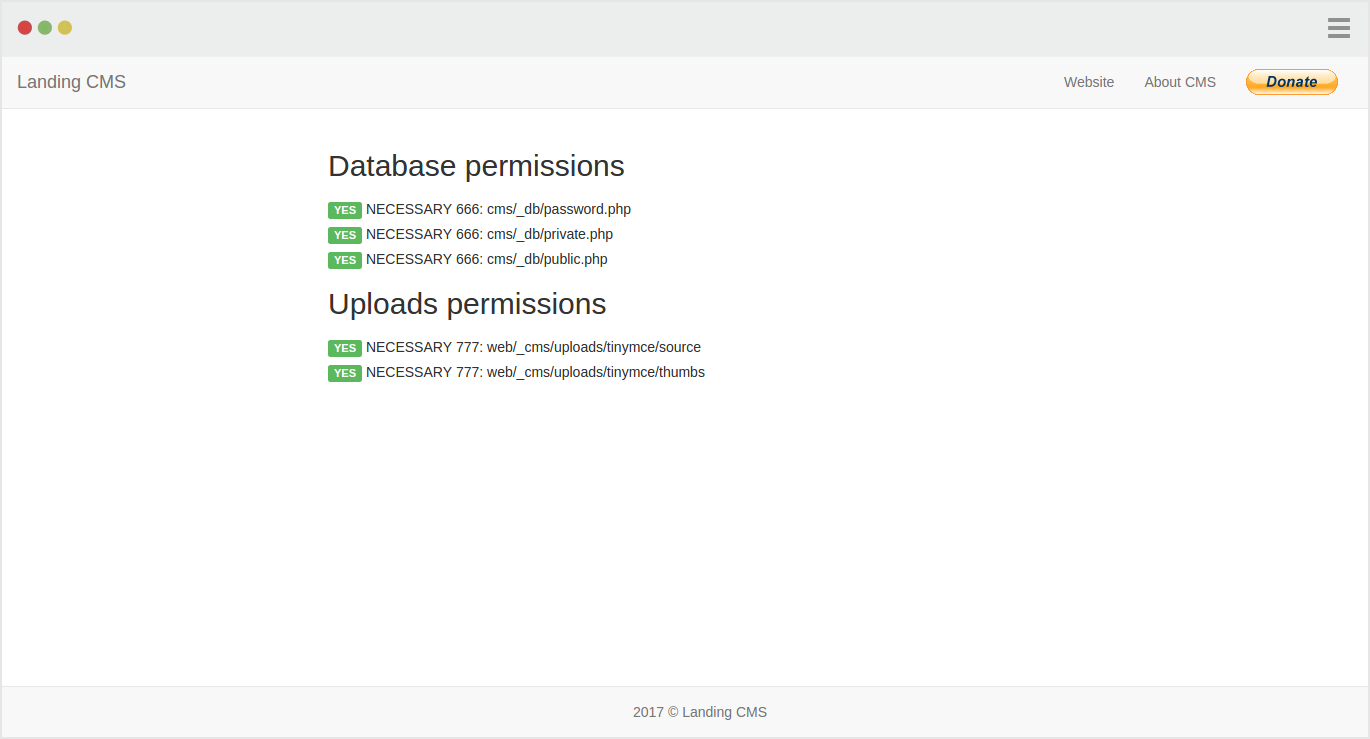 Landing CMS
Website
About CMS
Donate
Database permissions
YES NECESSARY 666: cms/_db/password.php
YES NECESSARY 666: cms/_db/private.php
YES NECESSARY 666: cms/_db/public.php
Uploads permissions
YES NECESSARY 777: web/_cms/uploads/tinymce/source
YES NECESSARY 777: web/_cms/uploads/tinymce/thumbs
2017 © Landing CMS